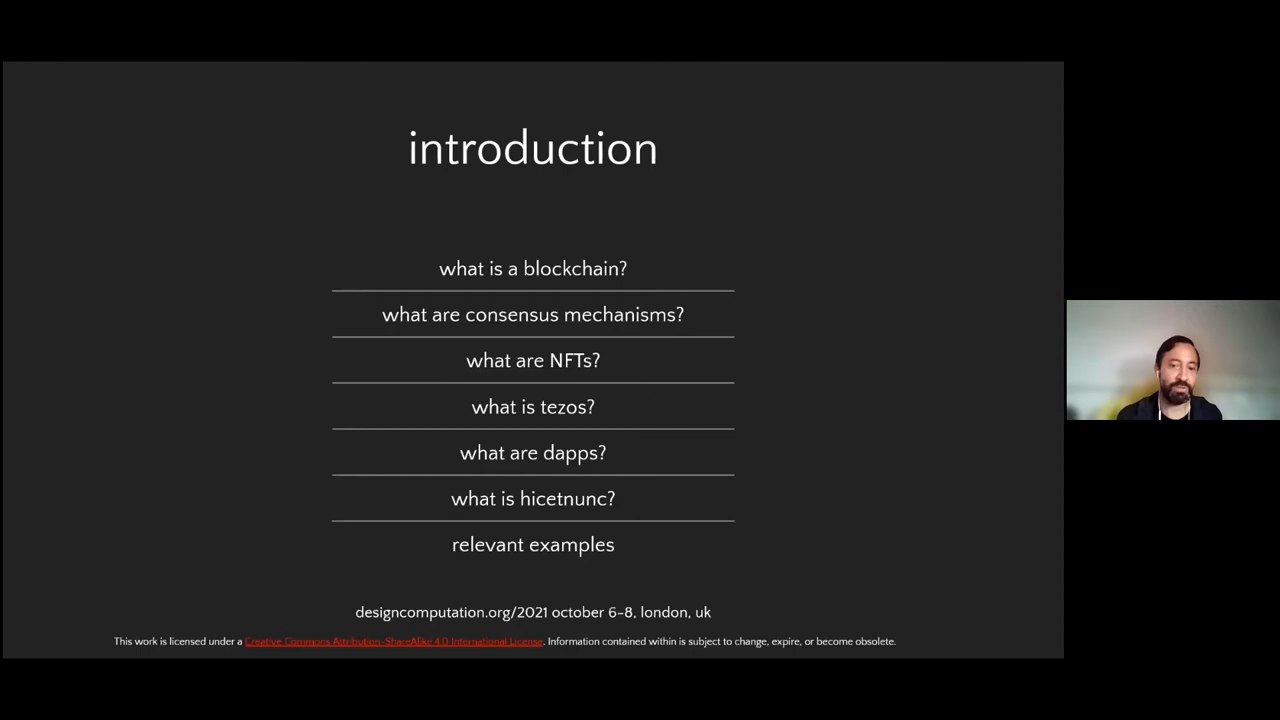 introduction
what is a blockchain?
what are consensus mechanisms?
what are NFTs?
what is tezos?
what are dapps?
what is hicetnunc?
relevant examples
designcomputation.org/2021 october 6-8, london, uk
This work is licensed under a Creative Commons Attribution-ShareAlike 4.0 International License. Information contained within is subject to change, expire, or become obsolete.